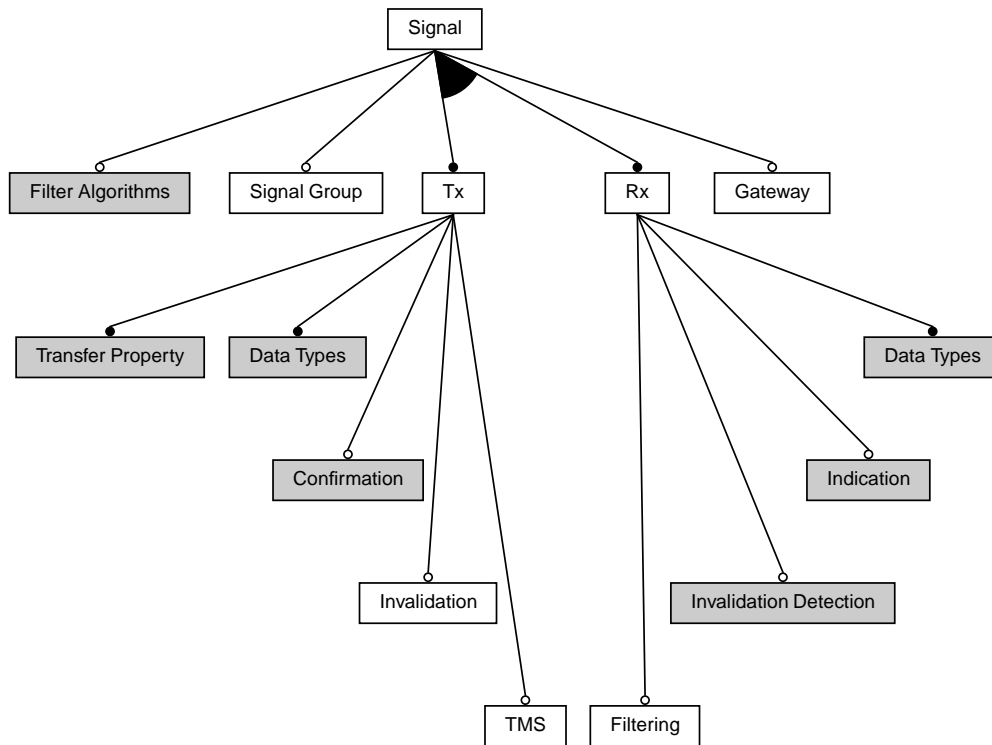 Signal
Filter Algorithms
Signal Group
Tx
Rx
Gateway
Transfer Property
Data Types
Data Types
Confirmation
Indication
Invalidation
Invalidation Detection
TMS
Filtering